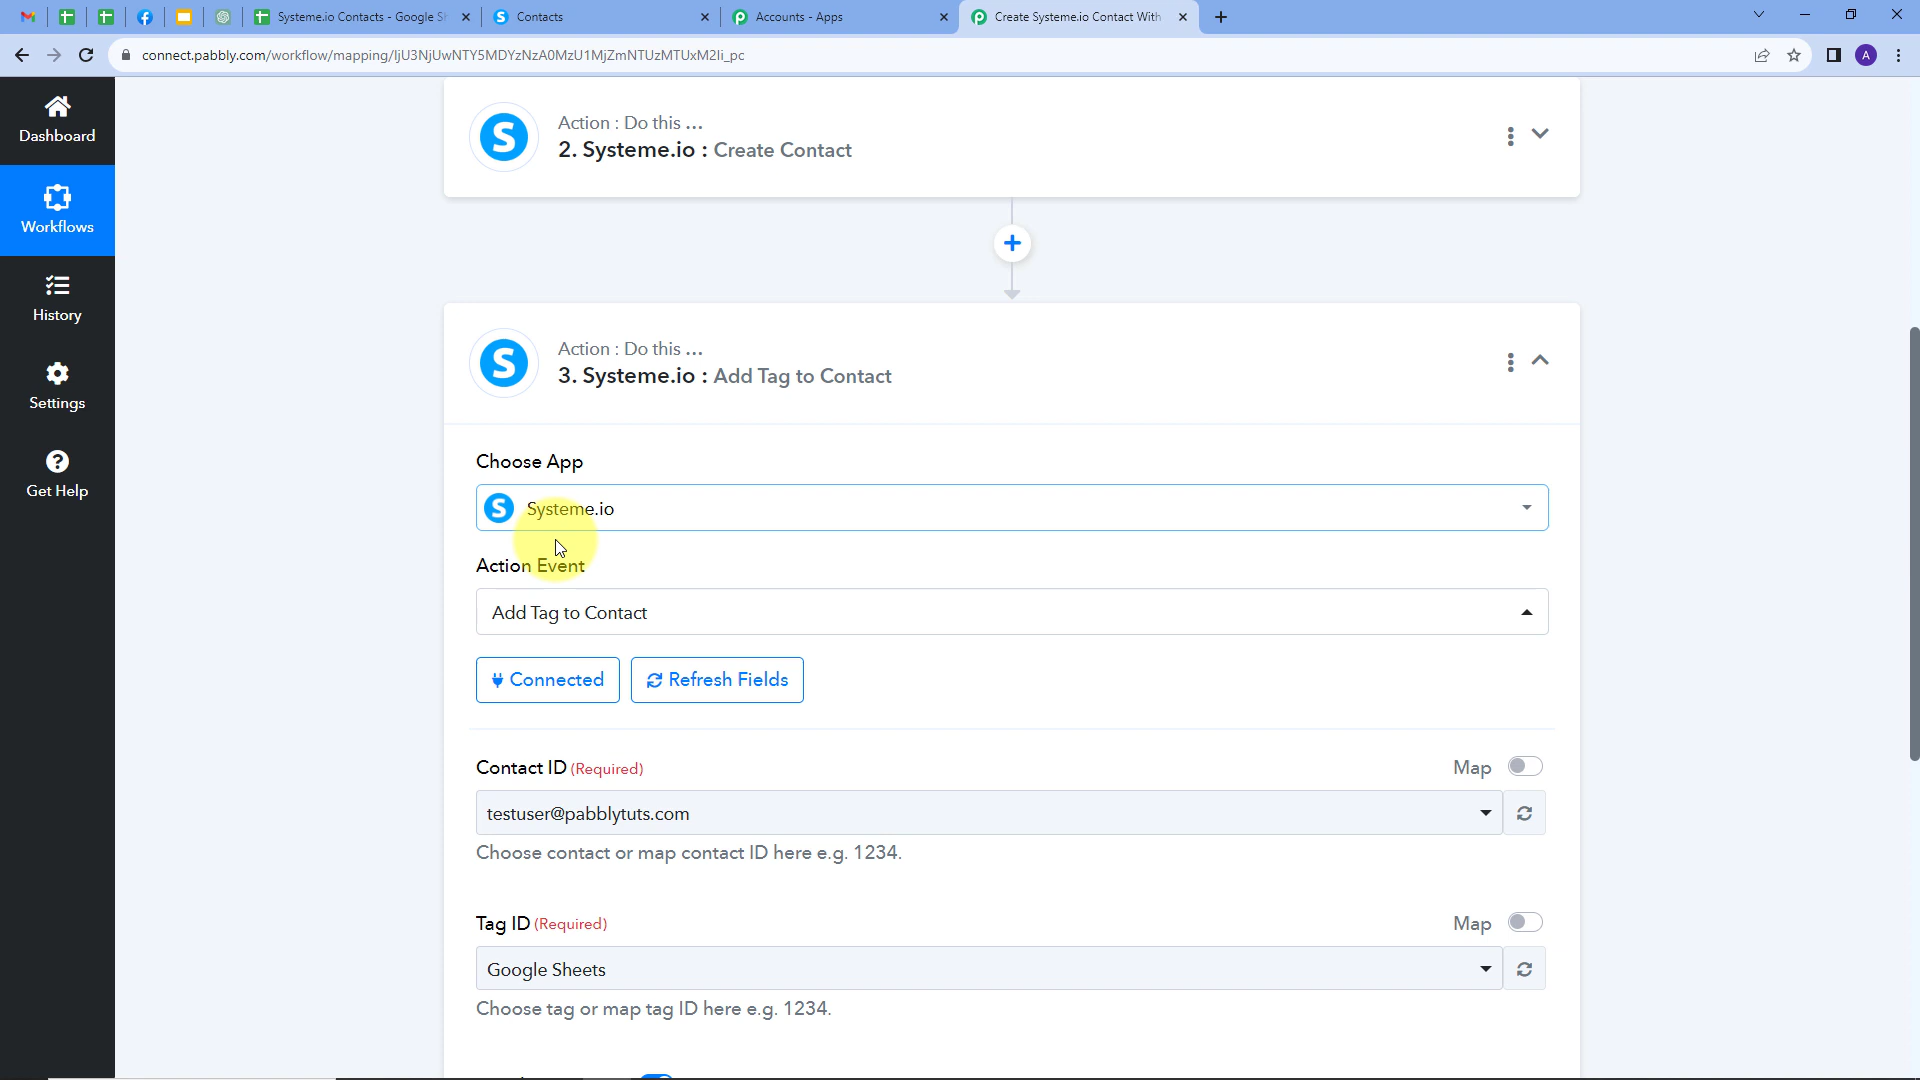 Systeme.io Contacts - Google Sh
Contacts
Accounts - Apps
Create Systeme.io Contact With
connect.pabbly.com/workflow/mapping/IjU3NjUwNTY5MDYzNzA0MzU1MjZmNTUzMTUxM2Ii_pc
A
Dashboard
Workflows
History
Settings
Get Help
Action : Do this ...
2. Systeme.io : Create Contact
Action : Do this ...
3. Systeme.io : Add Tag to Contact
Choose App
Systeme.io
Action Event
Add Tag to Contact
Connected
Refresh Fields
Contact ID (Required)
Map
testuser@pabblytuts.com
Choose contact or map contact ID here e.g. 1234.
Tag ID (Required)
Map
Google Sheets
Choose tag or map tag ID here e.g. 1234.